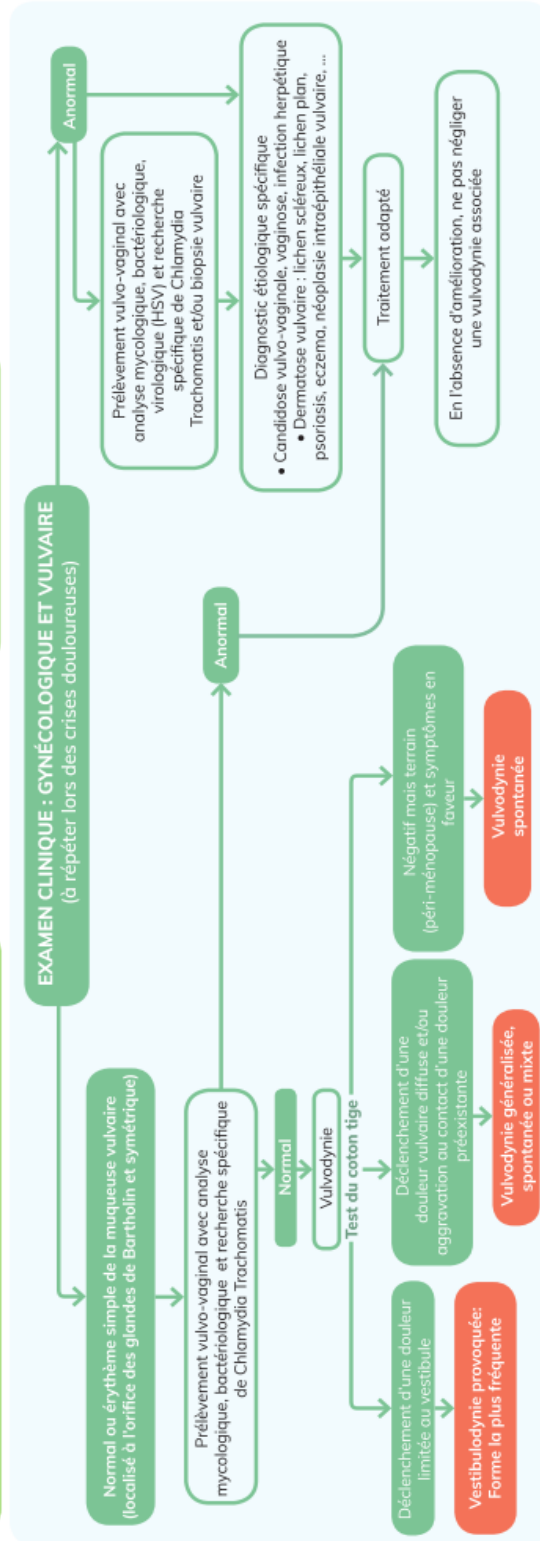 EXAMEN CLINIQUE : GYNÉCOLOGIQUE ET VULVAIRE
(à répéter lors des crises douloureuses)
Normal ou érythème simple de la muqueuse vulvaire
(localisé à l'orifice des glandes de Bartholin et symétrique)
Prélèvement vulvo-vaginal avec analyse
mycologique, bactériologique et recherche spécifique
de Chlamydia Trachomatis
Normal
Vulvodynie
Test du coton tige
Déclenchement d'une douleur
limitée au vestibule
Vestibulodynie provoquée:
Forme la plus fréquente
Déclenchement d'une
douleur vulvaire diffuse et/ou
aggravation au contact d'une douleur
préexistante
Vulvodynie généralisée,
spontanée ou mixte
Négatif mais terrain
(péri-ménopause) et symptômes en
faveur
Vulvodynie
spontanée
Anormal
Anormal
Prélèvement vulvo-vaginal avec
analyse mycologique, bactériologique,
virologique (HSV) et recherche
spécifique de Chlamydia
Trachomatis et/ou biopsie vulvaire
Diagnostic étiologique spécifique
• Candidose vulvo-vaginale, vaginose, infection herpétique
• Dermatose vulvaire : lichen scléreux, lichen plan,
psoriasis, eczema, néoplasie intraépithéliale vulvaire, ...
Traitement adapté
En l'absence d'amélioration, ne pas négliger
une vulvodynie associée